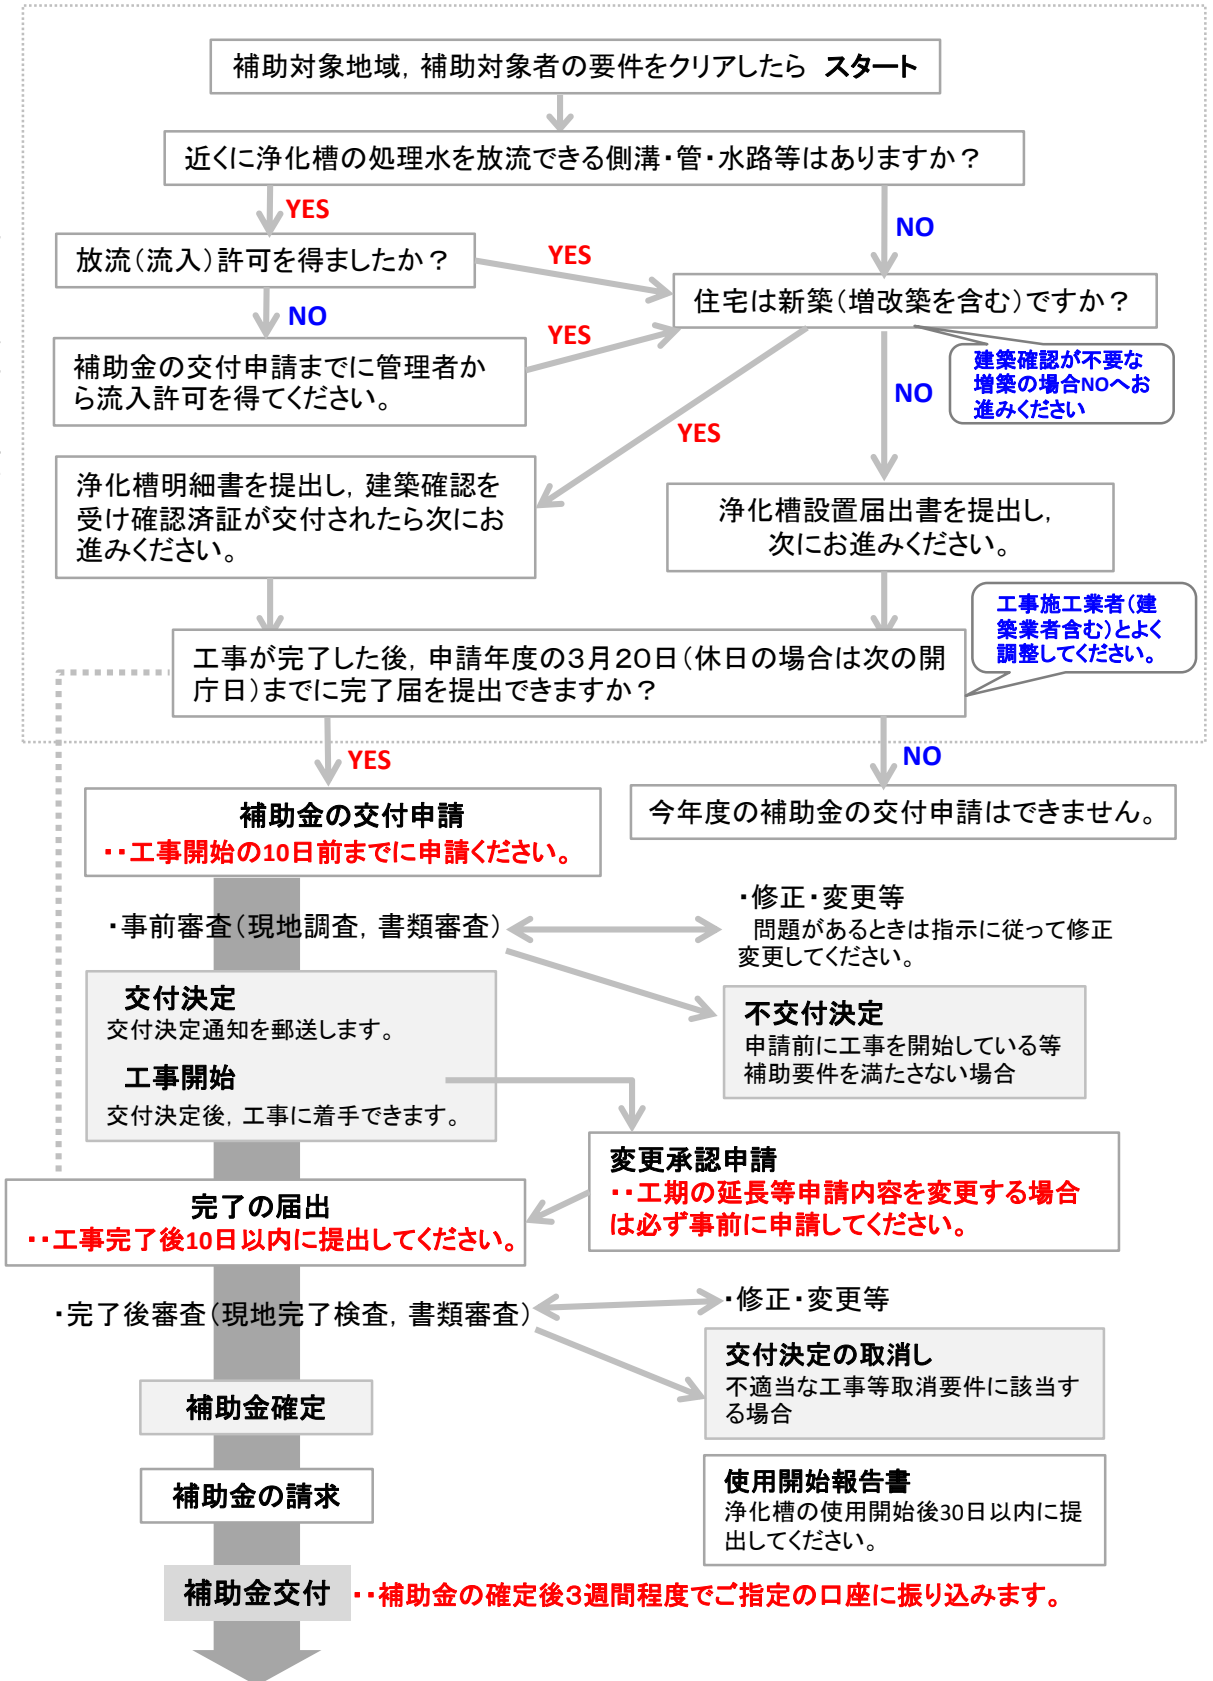 補助対象地域，補助対象者の要件をクリアしたら　スタート
近くに浄化槽の処理水を放流できる側溝・管・水路等はありますか？
YES
NO
放流（流入）許可を得ましたか？
YES
住宅は新築（増改築を含む）ですか？
NO
YES
補助金の交付申請までに管理者か
ら流入許可を得てください。
建築確認が不要な
増築の場合NOへお
進みください
NO
YES
浄化槽明細書を提出し，建築確認を
受け確認済証が交付されたら次にお
進みください。
浄化槽設置届出書を提出し，
次にお進みください。
工事施工業者（建
築業者含む）とよく
調整してください。
工事が完了した後，申請年度の３月２０日（休日の場合は次の開
庁日）までに完了届を提出できますか？
YES
NO
補助金の交付申請
・・工事開始の10日前までに申請ください。
今年度の補助金の交付申請はできません。
・事前審査（現地調査，書類審査）
・修正・変更等
問題があるときは指示に従って修正
変更してください。
交付決定
交付決定通知を郵送します。
工事開始
交付決定後，工事に着手できます。
不交付決定
申請前に工事を開始している等
補助要件を満たさない場合
変更承認申請
・・工期の延長等申請内容を変更する場合
は必ず事前に申請してください。
完了の届出
・・工事完了後10日以内に提出してください。
・完了後審査（現地完了検査，書類審査）
・修正・変更等
交付決定の取消し
不適当な工事等取消要件に該当す
る場合
補助金確定
補助金の請求
使用開始報告書
浄化槽の使用開始後30日以内に提
出してください。
補助金交付
・・補助金の確定後３週間程度でご指定の口座に振り込みます。